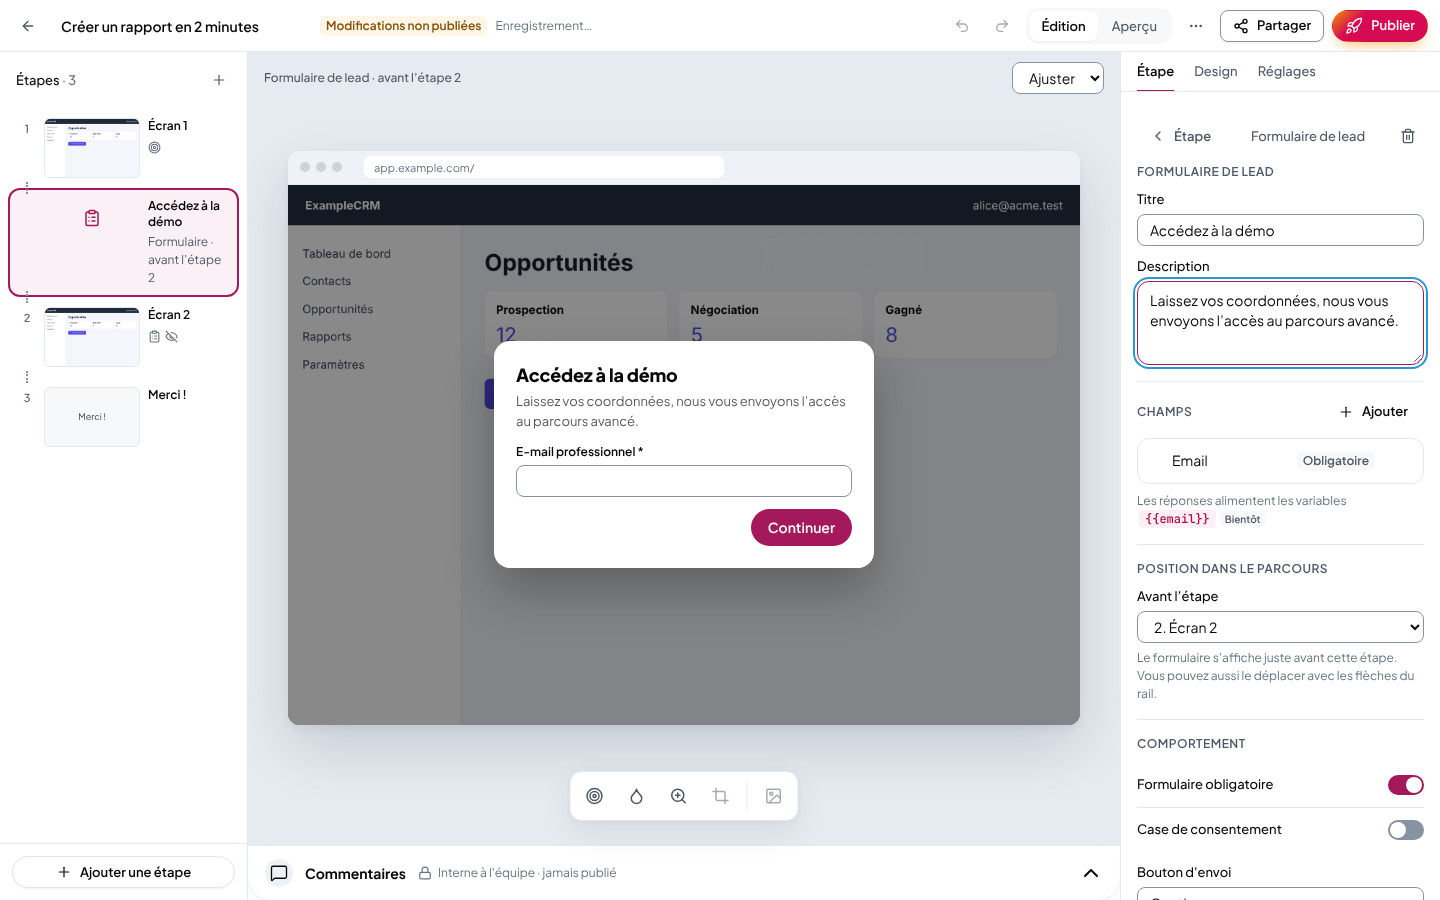 Créer un rapport en 2 minutes
Modifications non publiées
Enregistrement…
Édition
Aperçu
Partager
Publier
Étapes · 3
1
Écran 1
Accédez à la
démo
Formulaire ·
avant l'étape
2
2
Écran 2
3
Merci !
Merci !
Ajouter une étape
Formulaire de lead · avant l'étape 2
Ajuster
app.example.com/
ExampleCRM
alice@acme.test
Tableau de bord
Contacts
Opportunités
Rapports
Paramètres
Opportunités
Prospection
12
Négociation
5
Gagné
8
Accédez à la démo
Laissez vos coordonnées, nous vous envoyons l'accès
au parcours avancé.
E-mail professionnel *
Continuer
Commentaires
Interne à l'équipe · jamais publié
Étape
Design
Réglages
Étape
Formulaire de lead
FORMULAIRE DE LEAD
Titre
Accédez à la démo
Description
Laissez vos coordonnées, nous vous
envoyons l'accès au parcours avancé.
CHAMPS
Ajouter
Email
Obligatoire
Les réponses alimentent les variables
{{email}} Bientôt
POSITION DANS LE PARCOURS
Avant l'étape
2. Écran 2
Le formulaire s'affiche juste avant cette étape.
Vous pouvez aussi le déplacer avec les flèches du
rail.
COMPORTEMENT
Formulaire obligatoire
Case de consentement
Bouton d'envoi